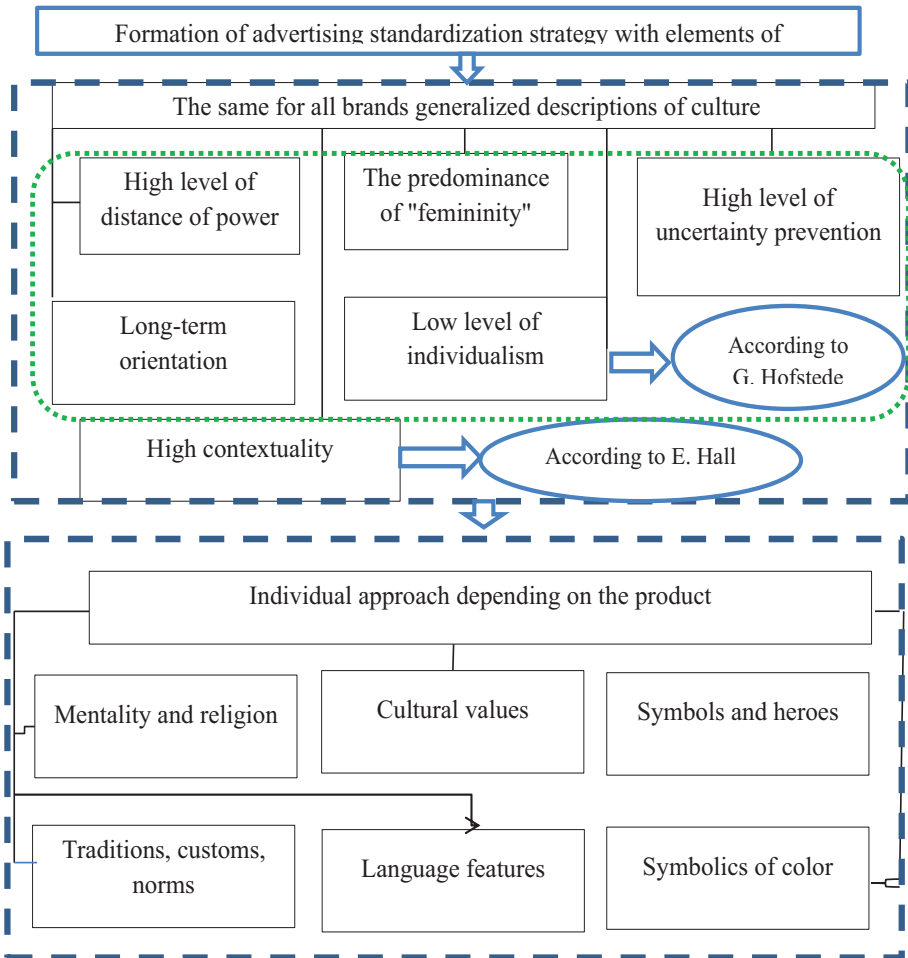 Formation of advertising standardization strategy with elements of
The same for all brands generalized descriptions of culture
High level of
distance of power
The predominance
of "femininity"
High level of
uncertainty prevention
Long-term
orientation
Low level of
individualism
According to
G. Hofstede
High contextuality
According to E. Hall
Individual approach depending on the product
Mentality and religion
Cultural values
Symbols and heroes
Traditions, customs,
norms
Language features
Symbolics of color